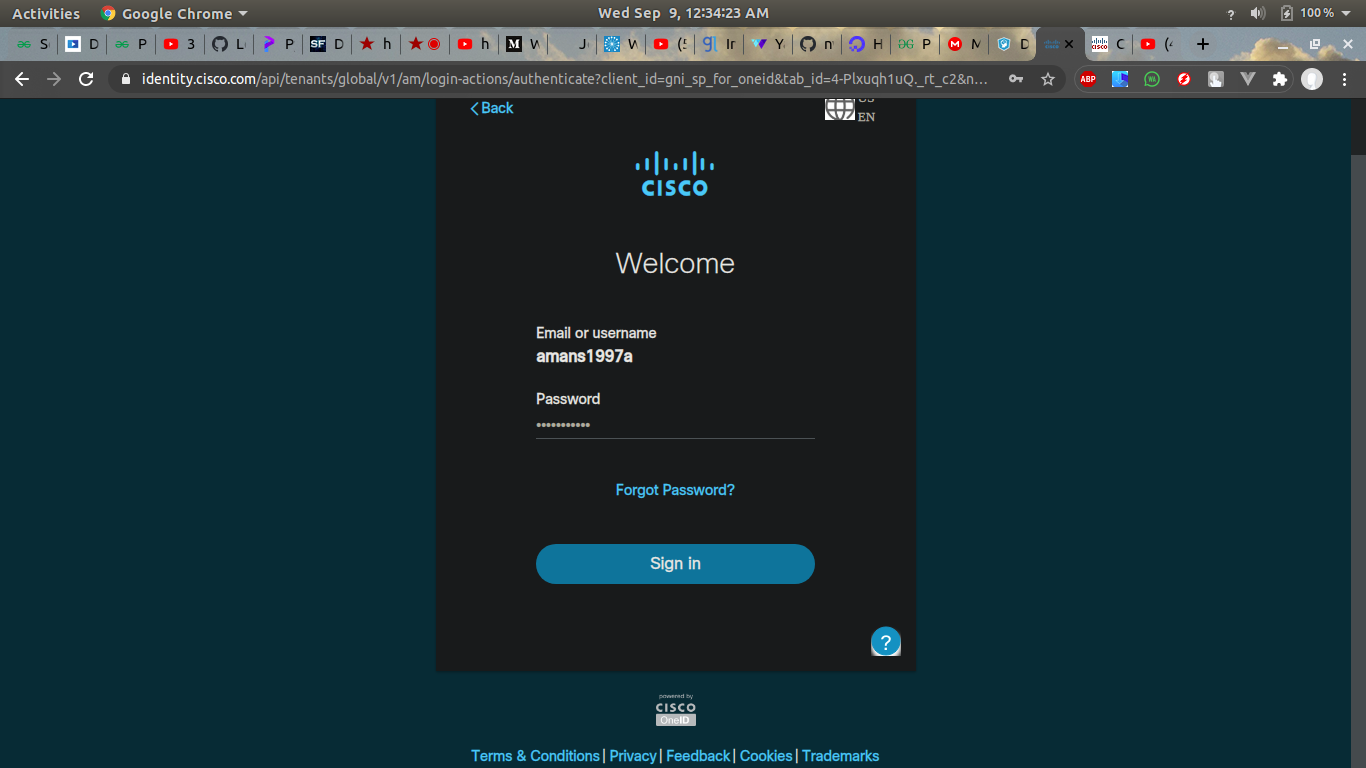 Activities Google Chrome Wed Sep 9, 12:34:23 AM ? 100 %
S D P 3 L P D h h M W J W (5 gl Ir Y n H P M D C (4
identity.cisco.com/api/tenants/global/v1/am/login-actions/authenticate?client_id=gni_sp_for_oneid&tab_id=4-Plxuqh1uQ._rt_c2&n... ABP
Back
US
EN
CISCO
Welcome
Email or username
amans1997a
Password
Forgot Password?
Sign in
?
powered by
CISCO
OneID
Terms & Conditions | Privacy | Feedback | Cookies | Trademarks